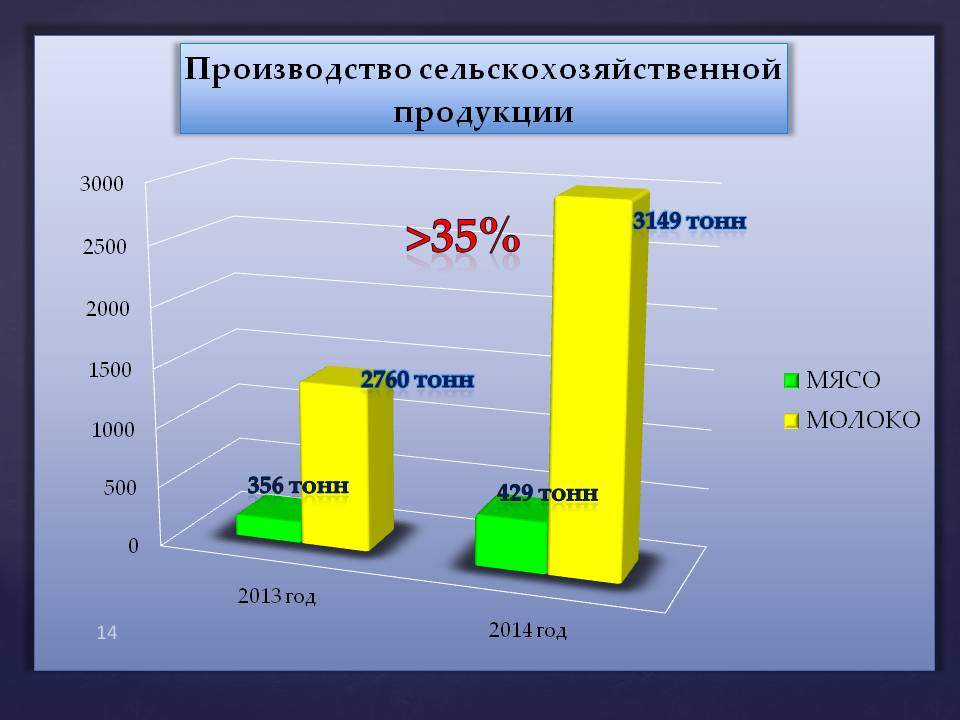 Производство сельскохозяйственной
продукции
3000
2500
2000
1500
1000
500
0
>35%
3149 тонн
2760 тонн
356 тонн
429 тонн
МЯСО
МОЛОКО
2013 год
2014 год
14